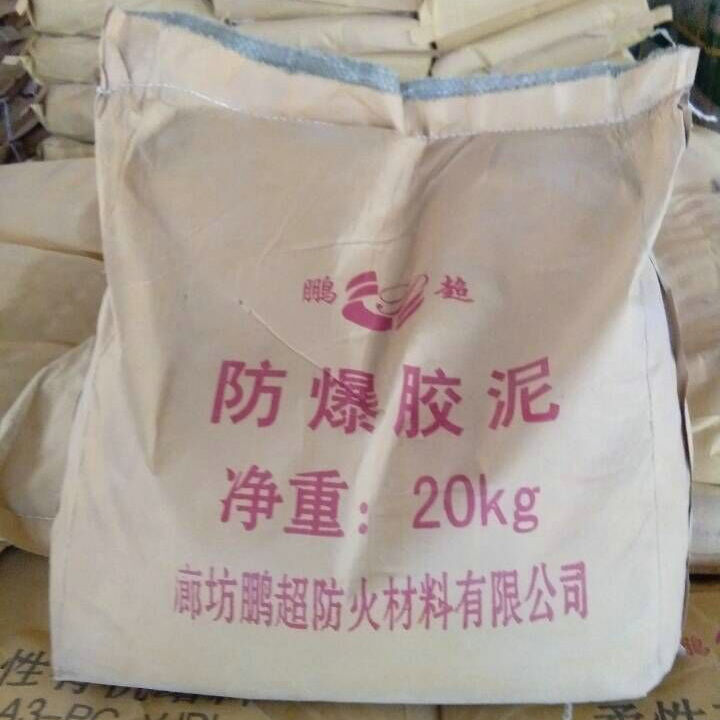 鹏 超
防爆胶泥
净重：20kg
廊坊鹏超防火材料有限公司